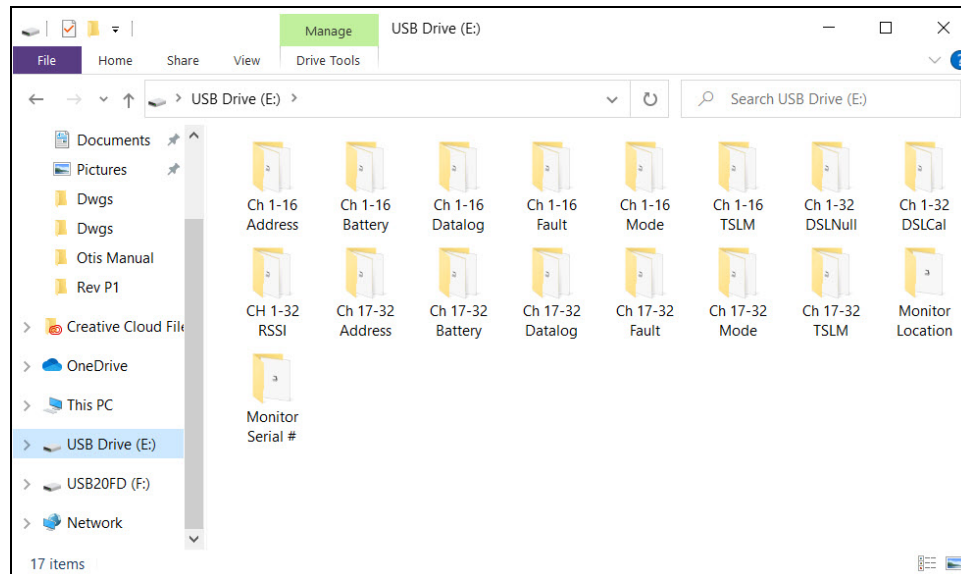 Manage
USB Drive (E:)
File
Home
Share
View
Drive Tools
USB Drive (E:)
Search USB Drive (E:)
Documents
Pictures
Dwgs
Dwgs
Otis Manual
Rev P1
Creative Cloud File
OneDrive
This PC
USB Drive (E:)
USB20FD (F:)
Network
Ch 1-16
Address
Ch 1-16
Battery
Ch 1-16
Datalog
Ch 1-16
Fault
Ch 1-16
Mode
Ch 1-16
TSLM
Ch 1-32
DSLNull
Ch 1-32
DSLCal
CH 1-32
RSSI
Ch 17-32
Address
Ch 17-32
Battery
Ch 17-32
Datalog
Ch 17-32
Fault
Ch 17-32
Mode
Ch 17-32
TSLM
Monitor
Location
Monitor
Serial #
17 items